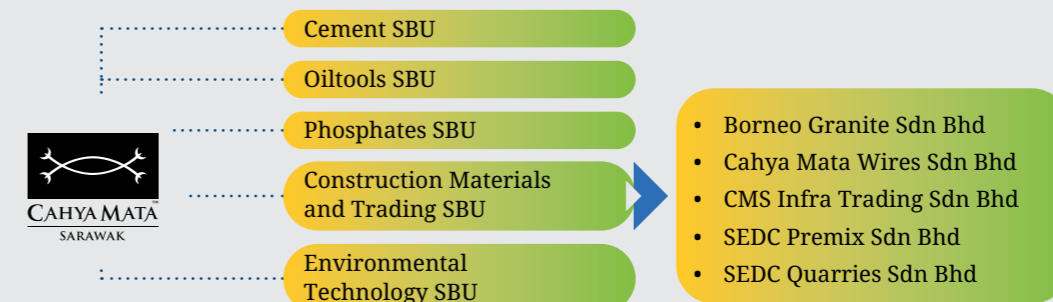 Cement SBU
Oiltools SBU
Phosphates SBU
Construction Materials
and Trading SBU
Environmental
Technology SBU
CAHYA MATA™
SARAWAK
• Borneo Granite Sdn Bhd
• Cahya Mata Wires Sdn Bhd
• CMS Infra Trading Sdn Bhd
• SEDC Premix Sdn Bhd
• SEDC Quarries Sdn Bhd